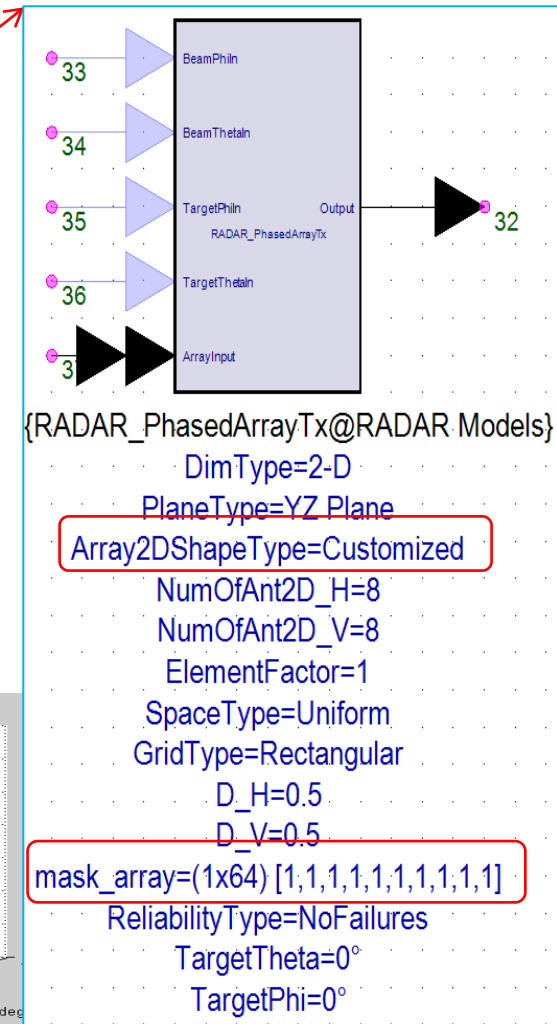 33
BeamPhiIn
34
BeamThetaIn
35
TargetPhiIn
Output
32
RADAR_PhasedArrayTx
36
TargetThetaIn
3
ArrayInput
{RADAR_PhasedArrayTx@RADAR Models}
DimType=2-D
PlaneType=YZ Plane
Array2DShapeType=Customized
NumOfAnt2D_H=8
NumOfAnt2D_V=8
ElementFactor=1
SpaceType=Uniform
GridType=Rectangular
D_H=0.5
D_V=0.5
mask_array=(1x64) [1,1,1,1,1,1,1,1,1,1]
ReliabilityType=NoFailures
TargetTheta=0°
TargetPhi=0°
deg